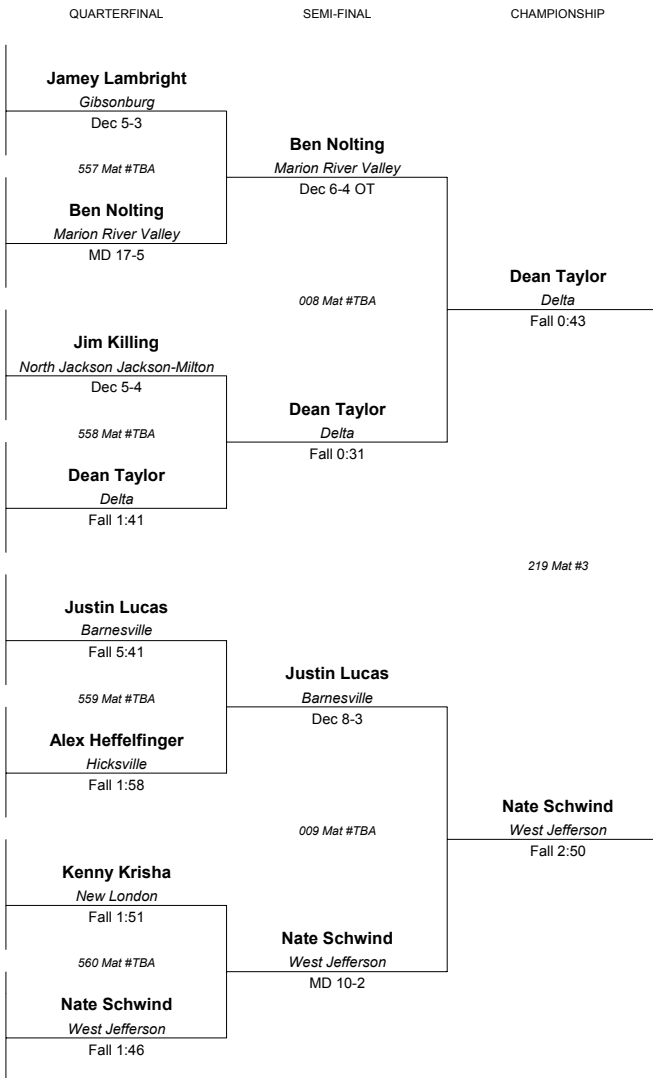 QUARTERFINAL
SEMI-FINAL
CHAMPIONSHIP
Jamey Lambright
Gibsonburg
Dec 5-3
557 Mat #TBA
Ben Nolting
Marion River Valley
MD 17-5
Jim Killing
North Jackson Jackson-Milton
Dec 5-4
558 Mat #TBA
Dean Taylor
Delta
Fall 1:41
Justin Lucas
Barnesville
Fall 5:41
559 Mat #TBA
Alex Heffelfinger
Hicksville
Fall 1:58
Kenny Krisha
New London
Fall 1:51
560 Mat #TBA
Nate Schwind
West Jefferson
Fall 1:46
Ben Nolting
Marion River Valley
Dec 6-4 OT
008 Mat #TBA
Dean Taylor
Delta
Fall 0:31
Justin Lucas
Barnesville
Dec 8-3
009 Mat #TBA
Nate Schwind
West Jefferson
MD 10-2
Dean Taylor
Delta
Fall 0:43
219 Mat #3
Nate Schwind
West Jefferson
Fall 2:50